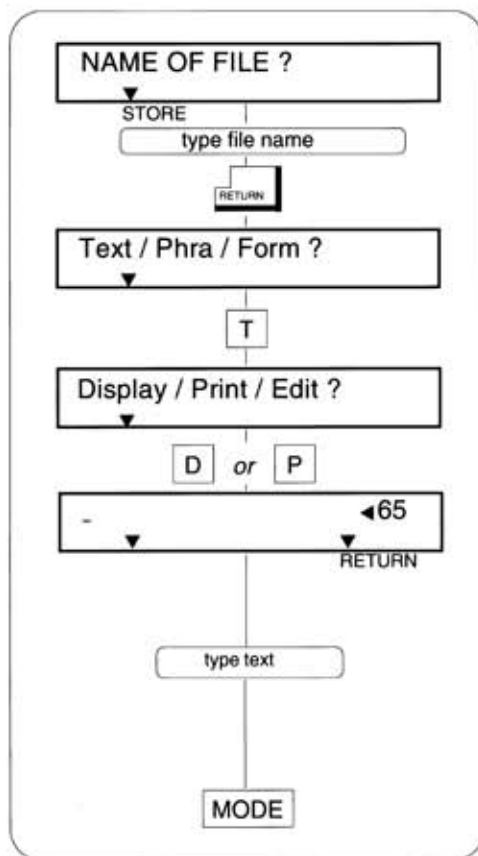 NAME OF FILE ?
STORE
type file name
RETURN
Text / Phra / Form ?
T
Display / Print / Edit ?
D or P
- ◄65
RETURN
type text
MODE